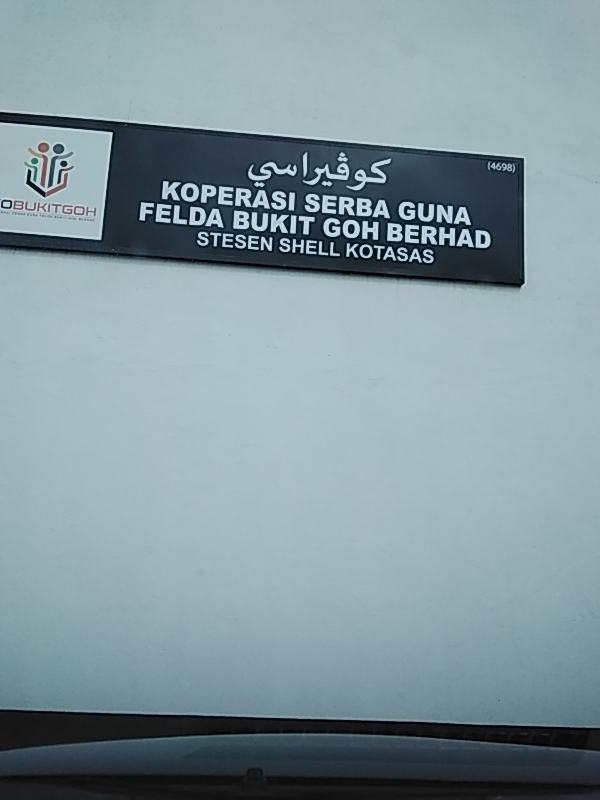 كوڤيراسي
(4698)
KOPERASI SERBA GUNA
FELDA BUKIT GOH BERHAD
STESEN SHELL KOTASAS
OBUKITGOH